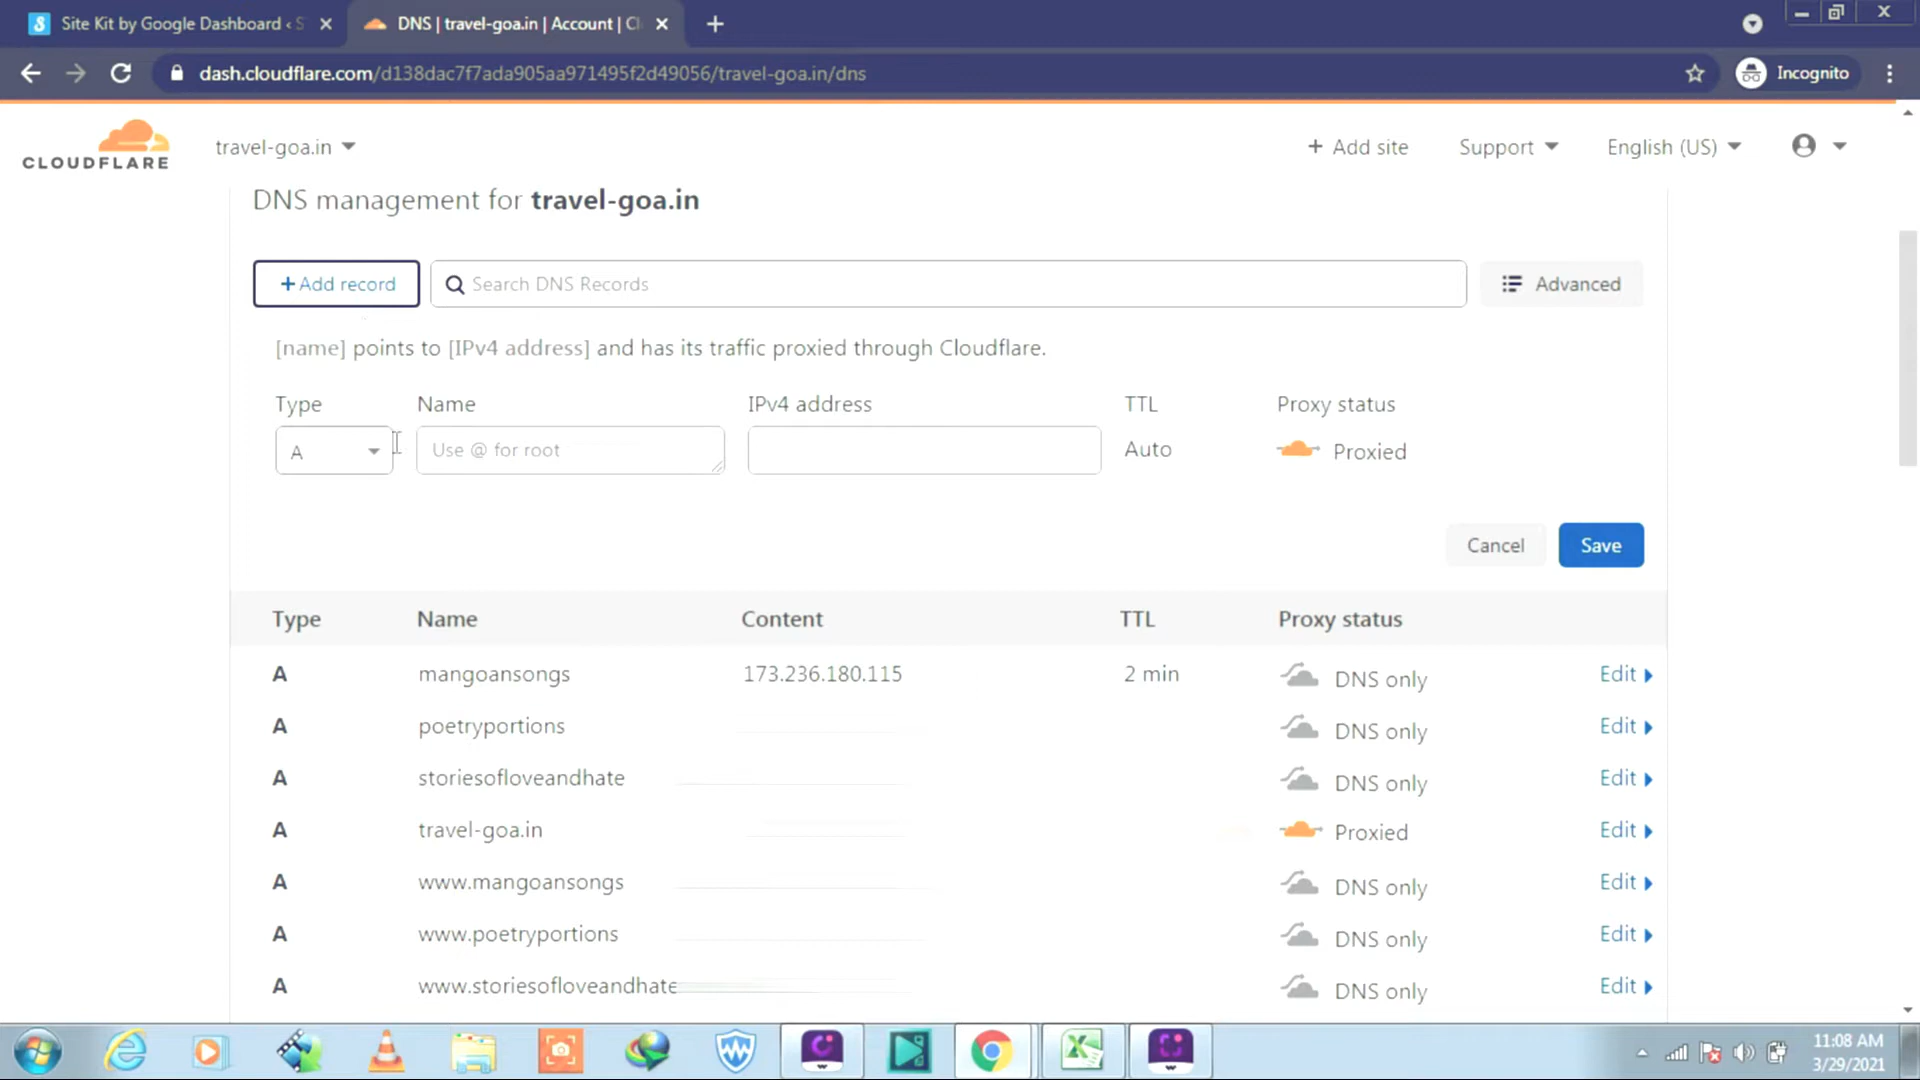 Site Kit by Google Dashboard ‹ S
DNS | travel-goa.in | Account | Cl
dash.cloudflare.com/d138dac7f7ada905aa971495f2d49056/travel-goa.in/dns
Incognito
CLOUDFLARE
travel-goa.in
+ Add site
Support
English (US)
DNS management for travel-goa.in
+Add record
Search DNS Records
Advanced
[name] points to [IPv4 address] and has its traffic proxied through Cloudflare.
Type Name IPv4 address TTL Proxy status
A Use @ for root Auto Proxied
Cancel Save
Type Name Content TTL Proxy status
A mangoansongs 173.236.180.115 2 min DNS only Edit
A poetryportions DNS only Edit
A storiesofloveandhate DNS only Edit
A travel-goa.in Proxied Edit
A www.mangoansongs DNS only Edit
A www.poetryportions DNS only Edit
A www.storiesofloveandhate DNS only Edit
11:08 AM
3/29/2021